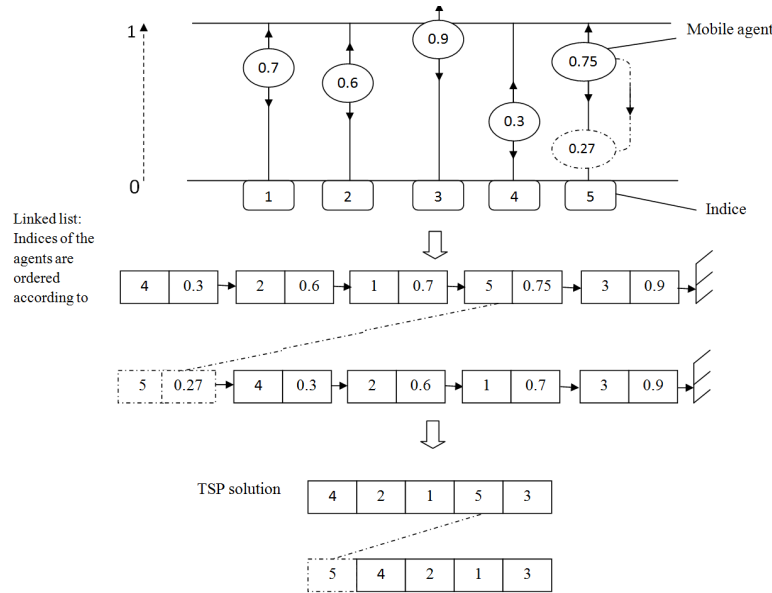 1
0.7
0.6
0.9
0.3
0.75
0.27
Mobile agent
0
1
2
3
4
5
Indice
Linked list:
Indices of the
agents are
ordered
according to
4 0.3 2 0.6 1 0.7 5 0.75 3 0.9
5 0.27 4 0.3 2 0.6 1 0.7 3 0.9
TSP solution
4 2 1 5 3
5 4 2 1 3